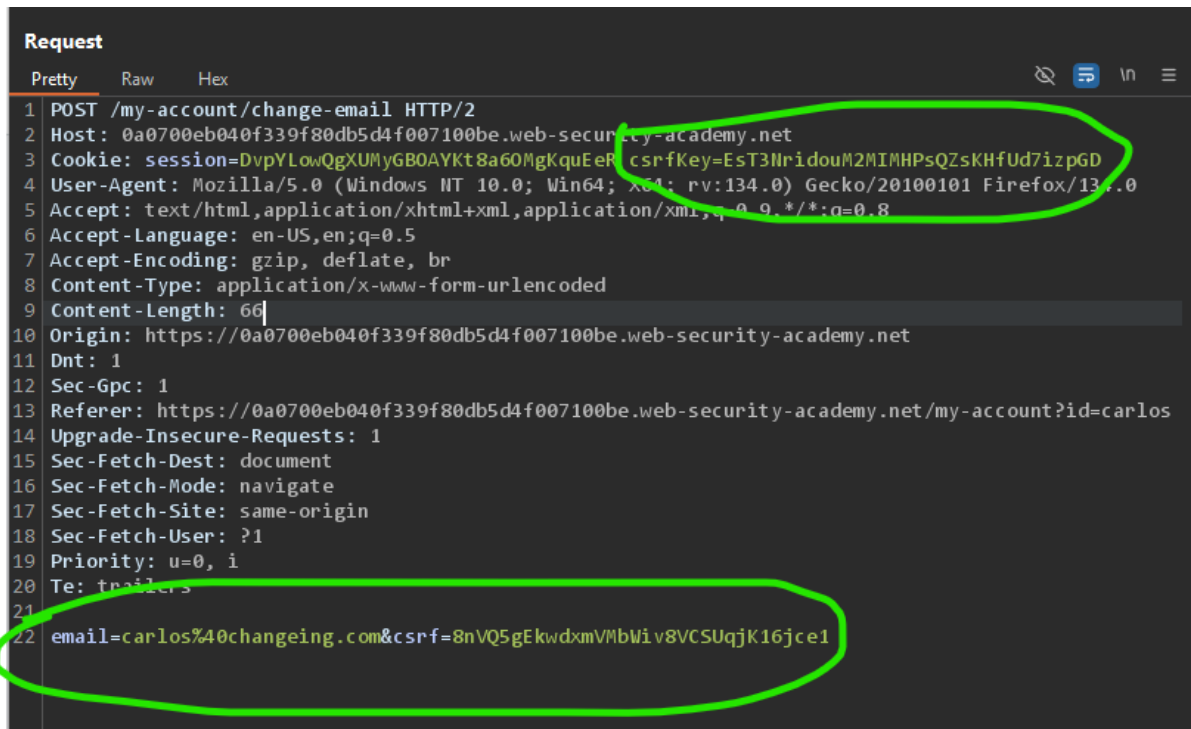 Request
Pretty Raw Hex \n
1 POST /my-account/change-email HTTP/2
2 Host: 0a0700eb040f339f80db5d4f007100be.web-security-academy.net
3 Cookie: session=DvpYLowQgXUMyGBOAYKt8a6OMgKquEeR csrfKey=EsT3NridouM2MIMHPsQZsKHfUd7izpGD
4 User-Agent: Mozilla/5.0 (Windows NT 10.0; Win64; x64; rv:134.0) Gecko/20100101 Firefox/134.0
5 Accept: text/html,application/xhtml+xml,application/xml;q=0.9,*/*;q=0.8
6 Accept-Language: en-US,en;q=0.5
7 Accept-Encoding: gzip, deflate, br
8 Content-Type: application/x-www-form-urlencoded
9 Content-Length: 66
10 Origin: https://0a0700eb040f339f80db5d4f007100be.web-security-academy.net
11 Dnt: 1
12 Sec-Gpc: 1
13 Referer: https://0a0700eb040f339f80db5d4f007100be.web-security-academy.net/my-account?id=carlos
14 Upgrade-Insecure-Requests: 1
15 Sec-Fetch-Dest: document
16 Sec-Fetch-Mode: navigate
17 Sec-Fetch-Site: same-origin
18 Sec-Fetch-User: ?1
19 Priority: u=0, i
20 Te: trailers
21
22 email=carlos%40changeing.com&csrf=8nVQ5gEkwdxmVMbWiv8VCSUqjK16jce1